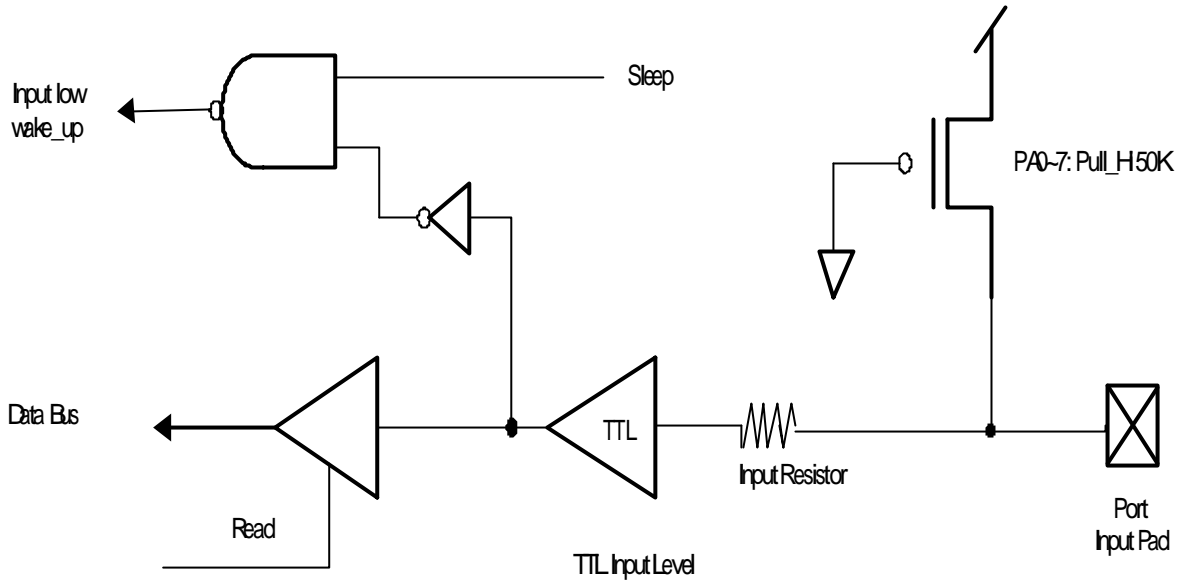 Sleep
Input low
wake_up
PA0~7: Pull_H 50K
Data Bus
TTL
Input Resistor
Read
Port
Input Pad
TTL Input Level